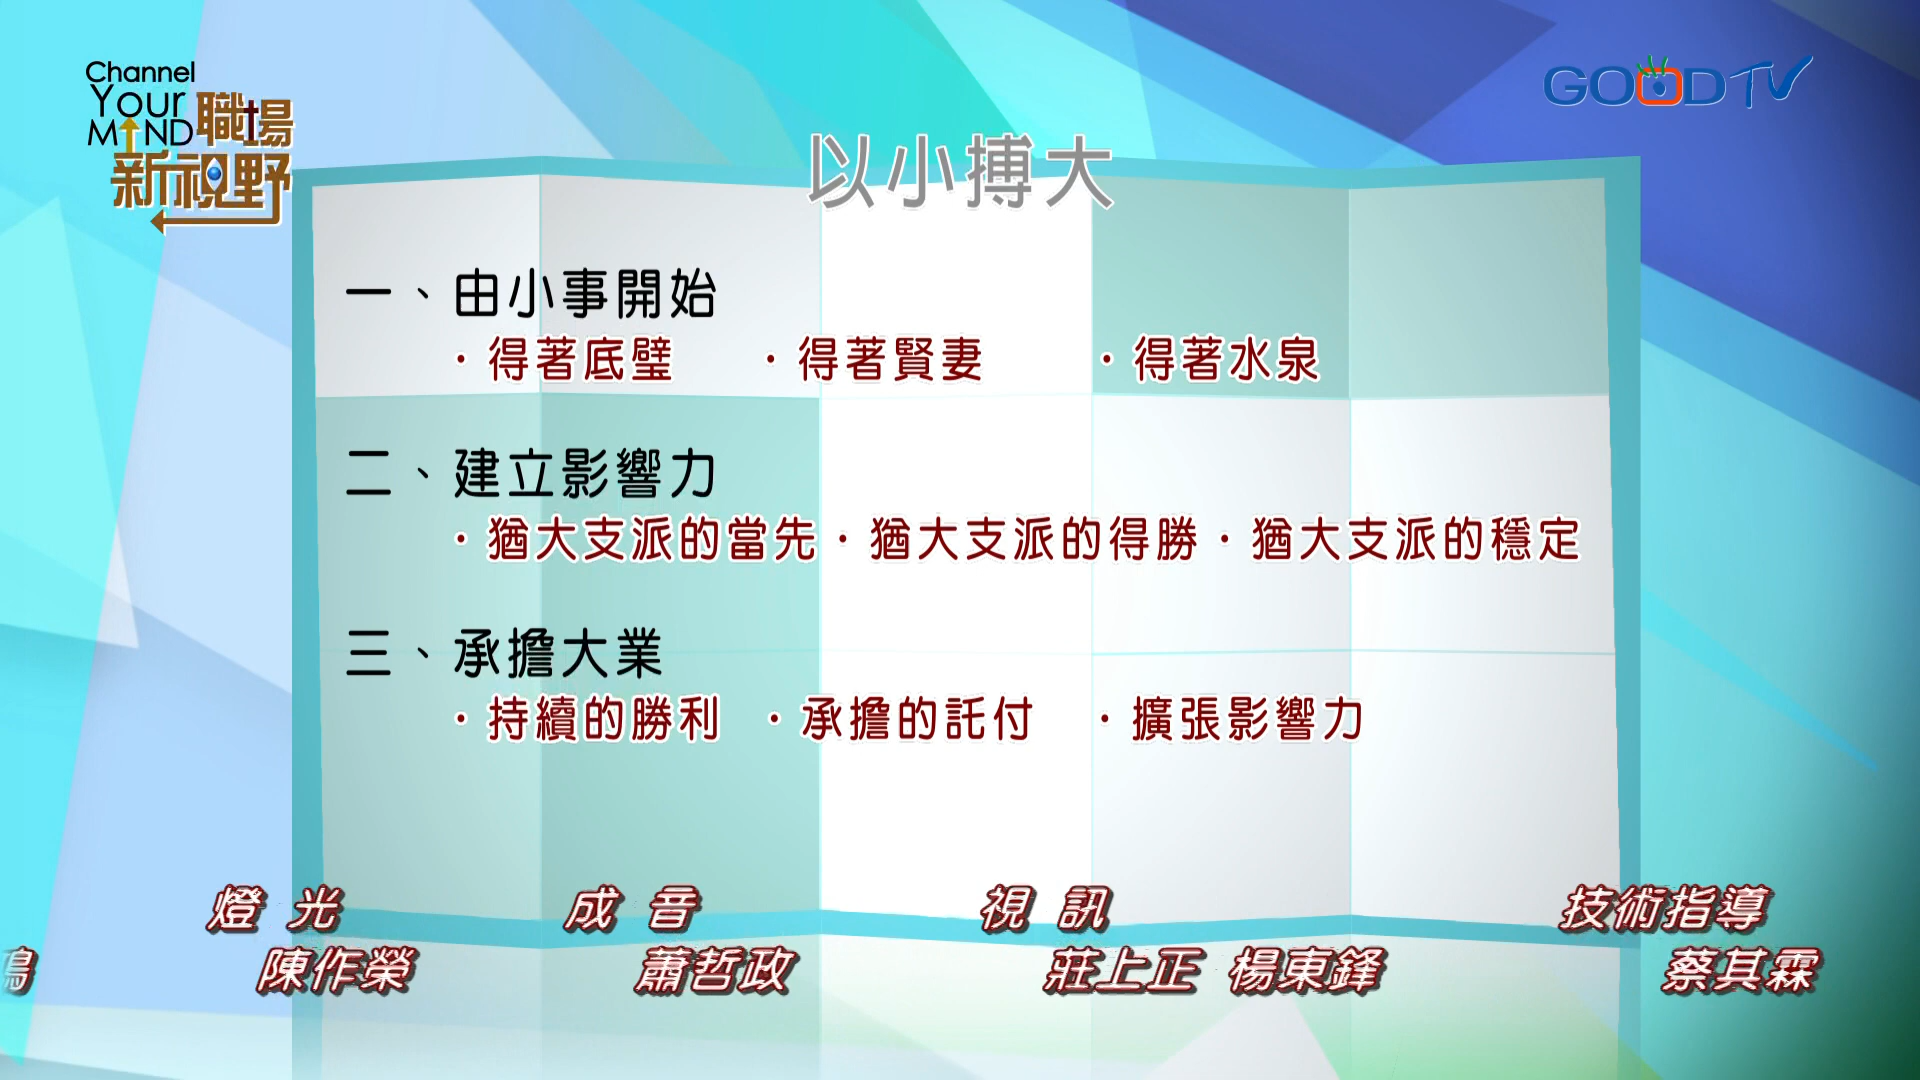 Channel
Your
MIND 職場
新視野
GOOD TV
以小搏大
一、由小事開始
·得著底璧 ·得著賢妻 ·得著水泉
二、建立影響力
·猶大支派的當先·猶大支派的得勝·猶大支派的穩定
三、承擔大業
·持續的勝利 ·承擔的託付 ·擴張影響力
燈 光 成 音 視 訊 技術指導
陳作榮 蕭哲政 莊上正 楊東鋒 蔡其霖